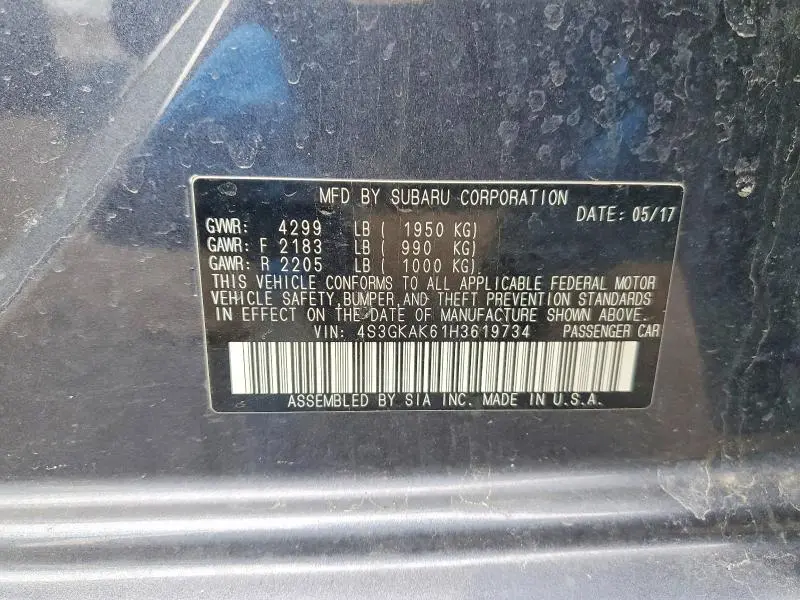 MFD BY SUBARU CORPORATION
DATE: 05/17
GVWR: 4299 LB ( 1950 KG)
GAWR: F 2183 LB ( 990 KG)
GAWR: R 2205 LB ( 1000 KG)
THIS VEHICLE CONFORMS TO ALL APPLICABLE FEDERAL MOTOR
VEHICLE SAFETY, BUMPER, AND THEFT PREVENTION STANDARDS
IN EFFECT ON THE DATE OF MANUFACTURE SHOWN ABOVE.
VIN: 4S3GKAK61H3619734 PASSENGER CAR
ASSEMBLED BY SIA INC. MADE IN U.S.A.